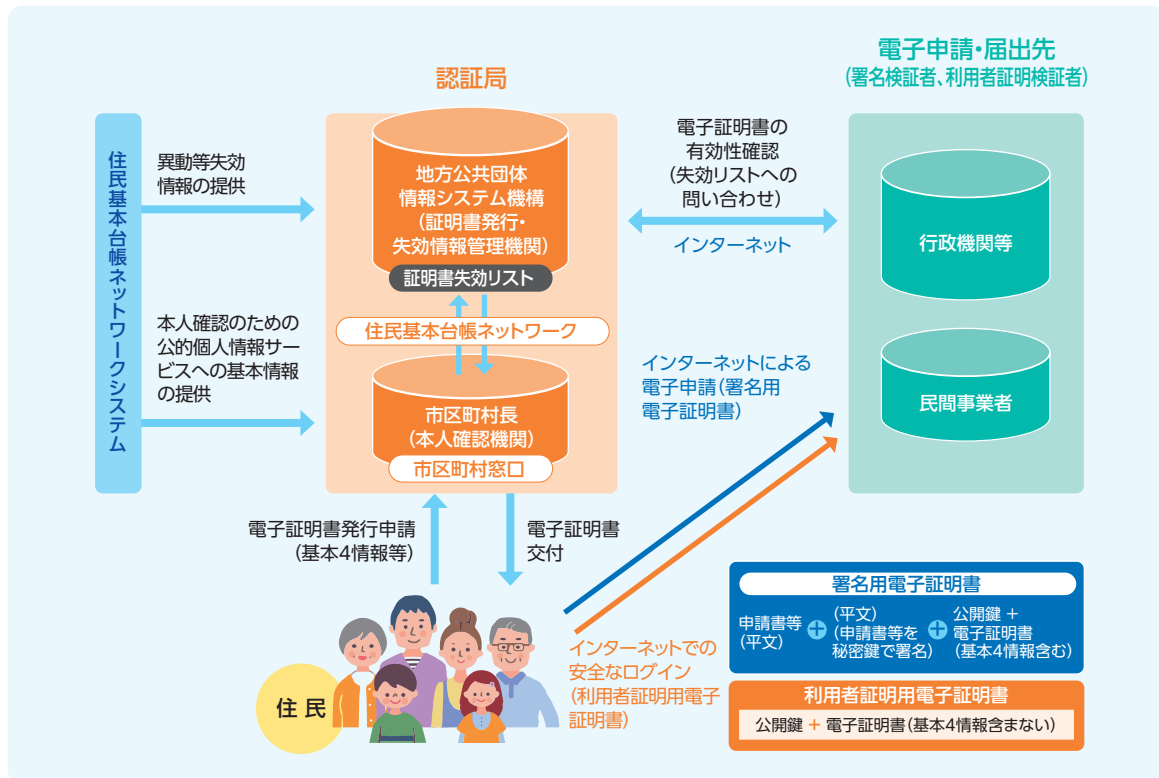 認証局
電子申請・届出先
(署名検証者、利用者証明検証者)
住民基本台帳ネットワークシステム
異動等失効
情報の提供
地方公共団体
情報システム機構
(証明書発行・
失効情報管理機関)
証明書失効リスト
電子証明書の
有効性確認
(失効リストへの
問い合わせ)
インターネット
行政機関等
本人確認のための
公的個人情報サー
ビスへの基本情報
の提供
住民基本台帳ネットワーク
市区町村長
(本人確認機関)
市区町村窓口
インターネットによる
電子申請(署名用
電子証明書)
民間事業者
電子証明書発行申請
(基本4情報等)
電子証明書
交付
住民
インターネットでの
安全なログイン
(利用者証明用電子
証明書)
署名用電子証明書
申請書等
(平文)
+
(平文)
(申請書等を
秘密鍵で署名)
+
公開鍵 +
電子証明書
(基本4情報含む)
利用者証明用電子証明書
公開鍵 + 電子証明書(基本4情報含まない)